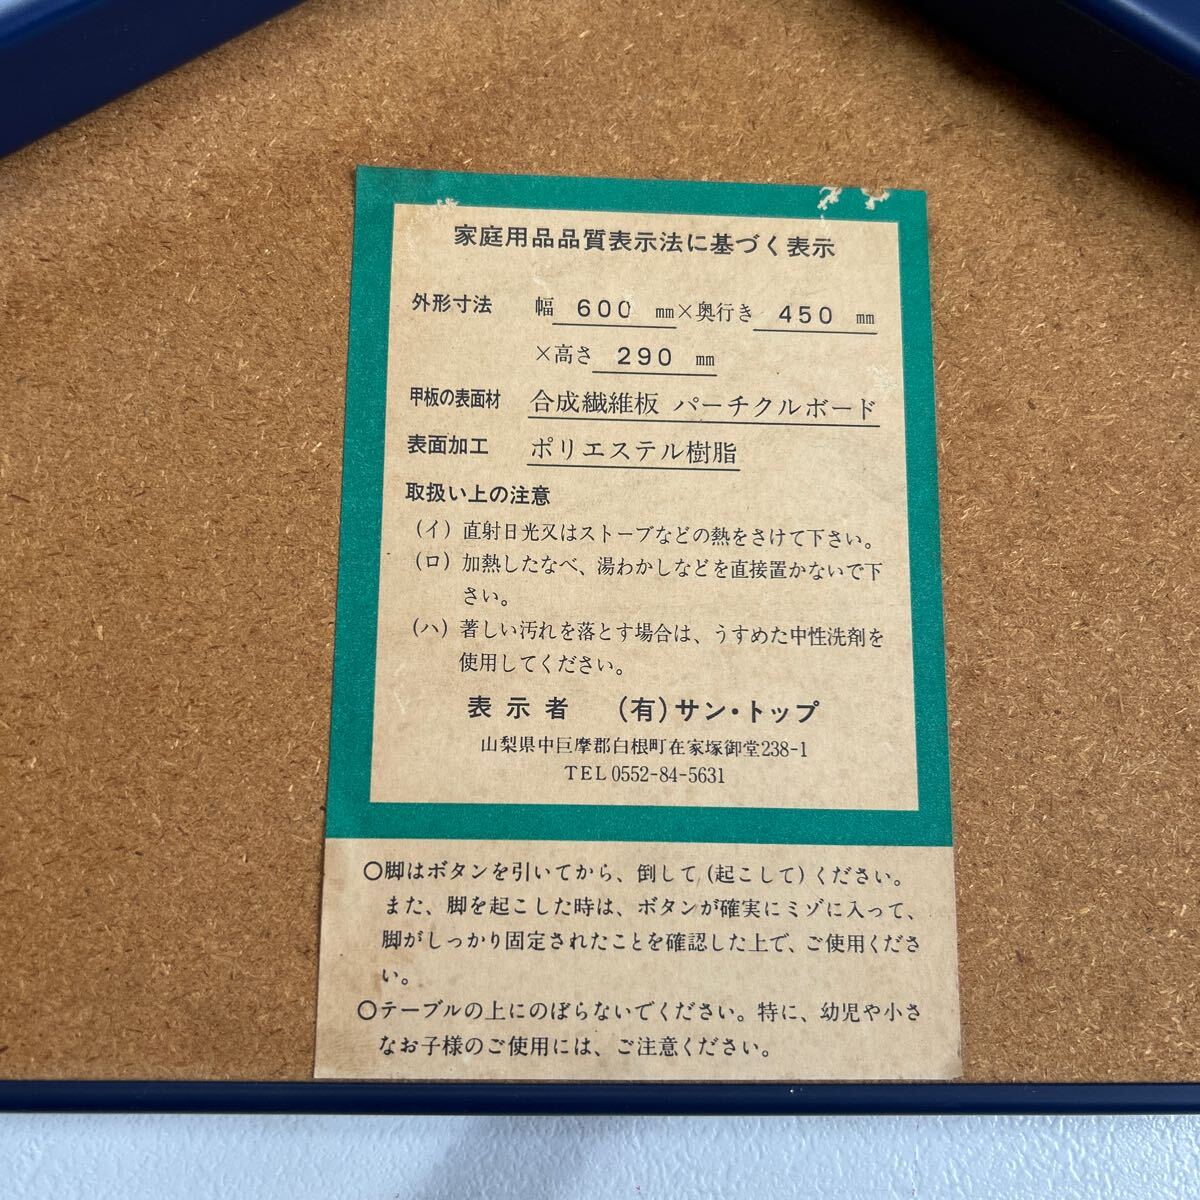 家庭用品品質表示法に基づく表示
外形寸法 幅 600 ㎜×奥行き 450 ㎜
×高さ 290 ㎜
甲板の表面材 合成繊維板 パーチクルボード
表面加工 ポリエステル樹脂
取扱い上の注意
(イ) 直射日光又はストーブなどの熱をさけて下さい。
(ロ) 加熱したなべ、湯わかしなどを直接置かないで下
さい。
(ハ) 著しい汚れを落とす場合は、うすめた中性洗剤を
使用してください。
表示者 (有)サン・トップ
山梨県中巨摩郡白根町在家塚御堂238-1
TEL 0552-84-5631
○脚はボタンを引いてから、倒して(起こして)ください。
また、脚を起こした時は、ボタンが確実にミゾに入って、
脚がしっかり固定されたことを確認した上で、ご使用くださ
い。
○テーブルの上にのぼらないでください。特に、幼児や小さ
なお子様のご使用には、ご注意ください。